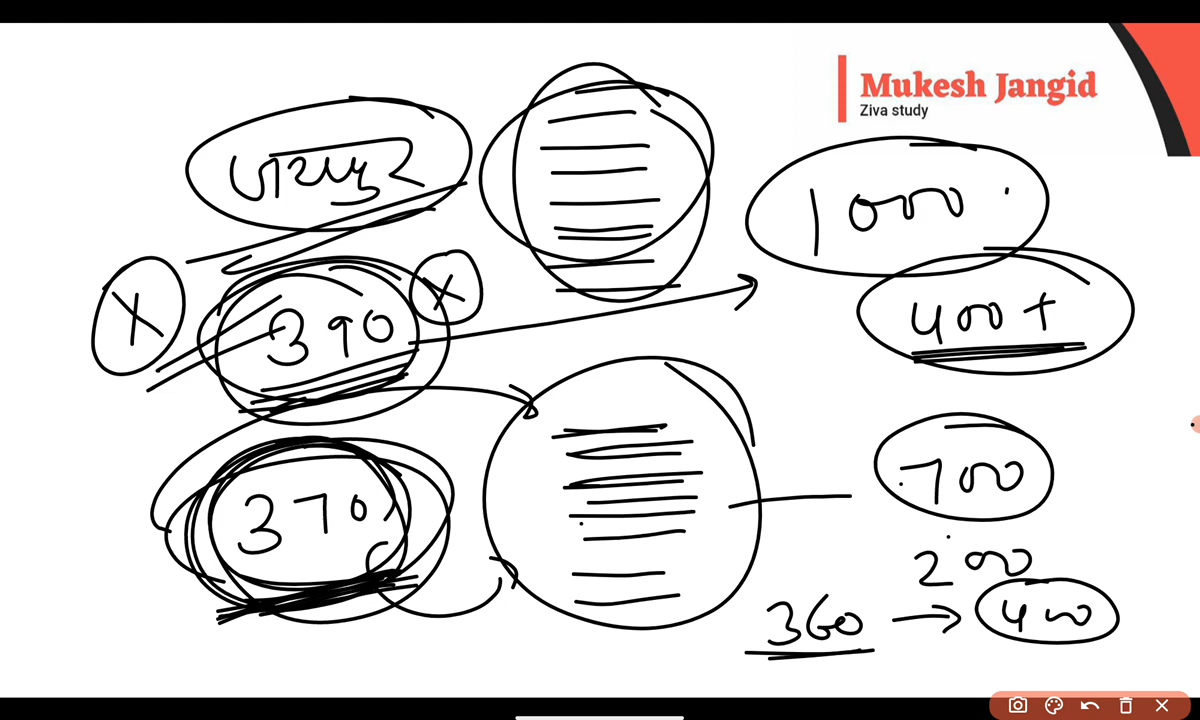 Mukesh Jangid
Ziva study
जयपुर
1000
X
390
X
400+
370
700
200
360 → 400